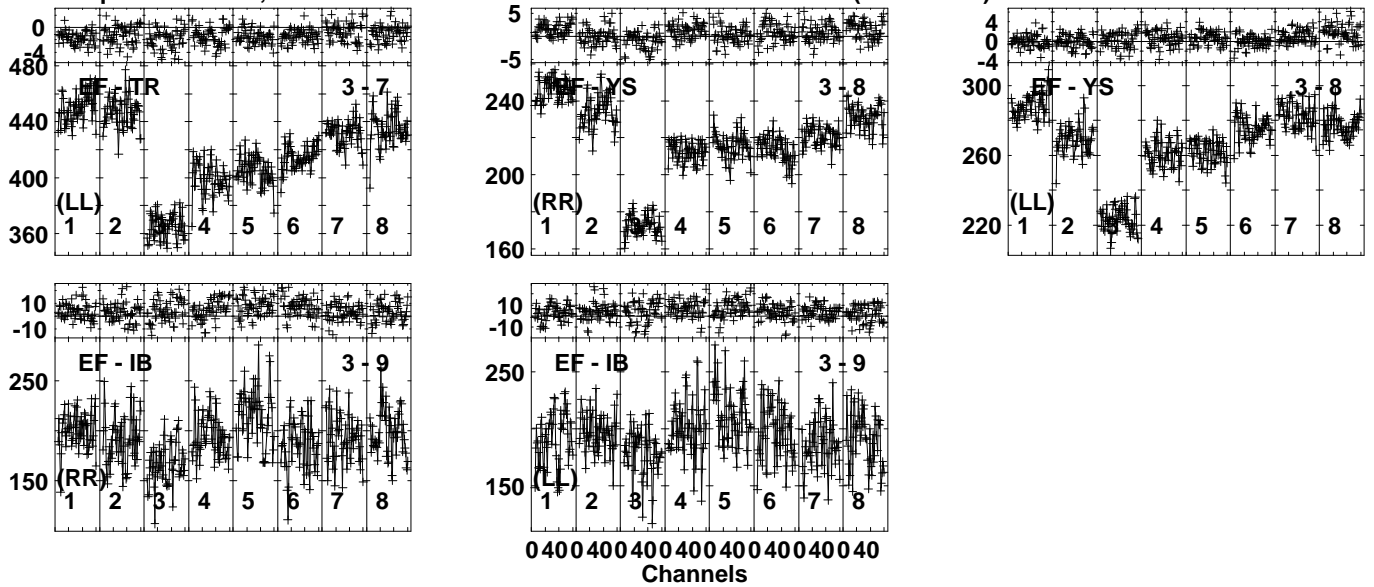 0 5 4
-4 -5 0
-4
480 EF - TR 3 - 7 240 EF - YS 3 - 8 300 EF - YS 3 - 8
440
400 200 260
(LL) (RR) (LL)
360 1 2 3 4 5 6 7 8 160 1 2 3 4 5 6 7 8 220 1 2 3 4 5 6 7 8
10 10
-10 -10
EF - IB 3 - 9 EF - IB 3 - 9
250 250
150 (RR) 150 (LL)
1 2 3 4 5 6 7 8 1 2 3 4 5 6 7 8
0 40 0 40 0 40 0 40 0 40 0 40 0 40 0 40
Channels